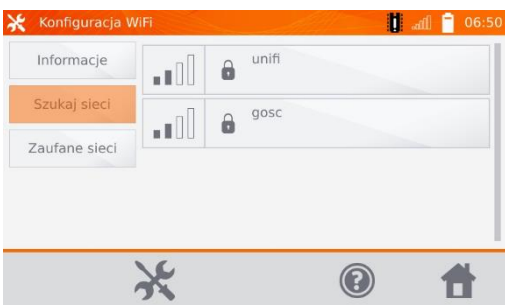 Konfiguracja WiFi
06:50
Informacje
unifi
Szukaj sieci
gosc
Zaufane sieci